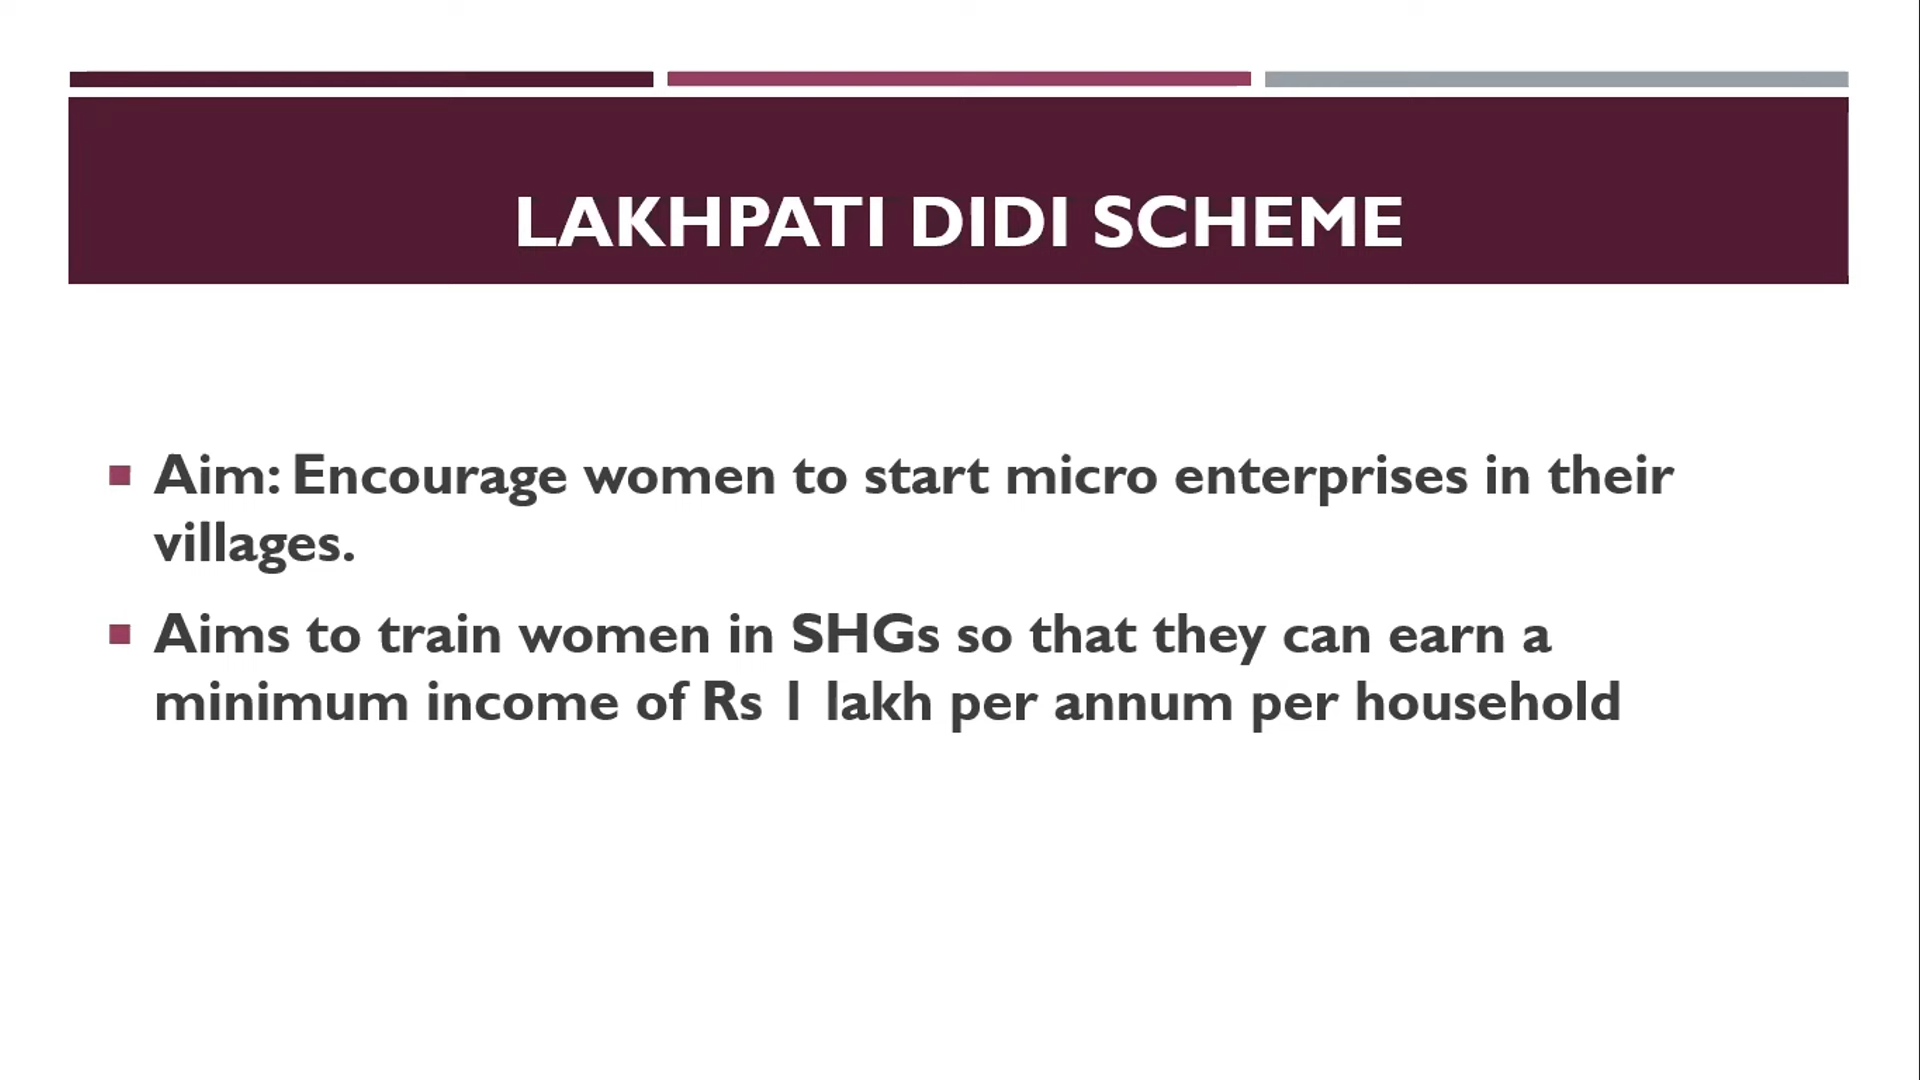 LAKHPATI DIDI SCHEME
Aim: Encourage women to start micro enterprises in their
villages.
Aims to train women in SHGs so that they can earn a
minimum income of Rs 1 lakh per annum per household